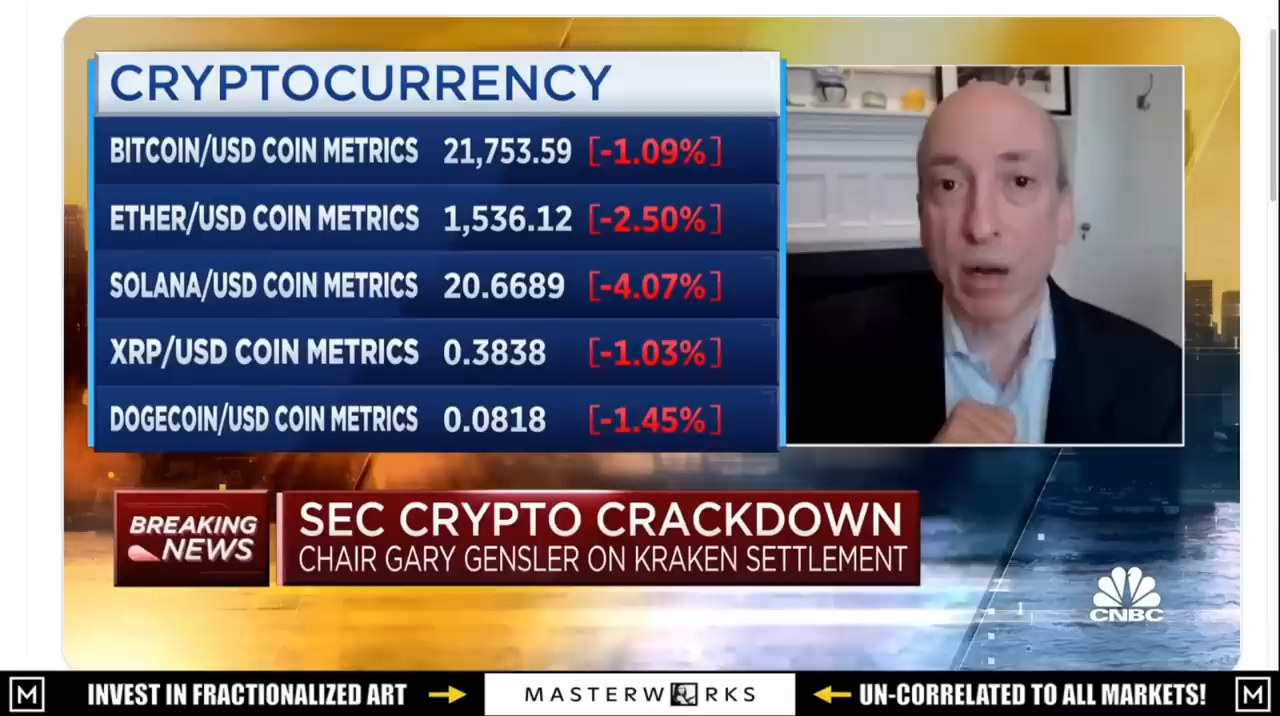 CRYPTOCURRENCY
BITCOIN/USD COIN METRICS 21,753.59 [-1.09%]
ETHER/USD COIN METRICS 1,536.12 [-2.50%]
SOLANA/USD COIN METRICS 20.6689 [-4.07%]
XRP/USD COIN METRICS 0.3838 [-1.03%]
DOGECOIN/USD COIN METRICS 0.0818 [-1.45%]
BREAKING
NEWS
SEC CRYPTO CRACKDOWN
CHAIR GARY GENSLER ON KRAKEN SETTLEMENT
CNBC
M INVEST IN FRACTIONALIZED ART MASTERWORKS UN-CORRELATED TO ALL MARKETS! M